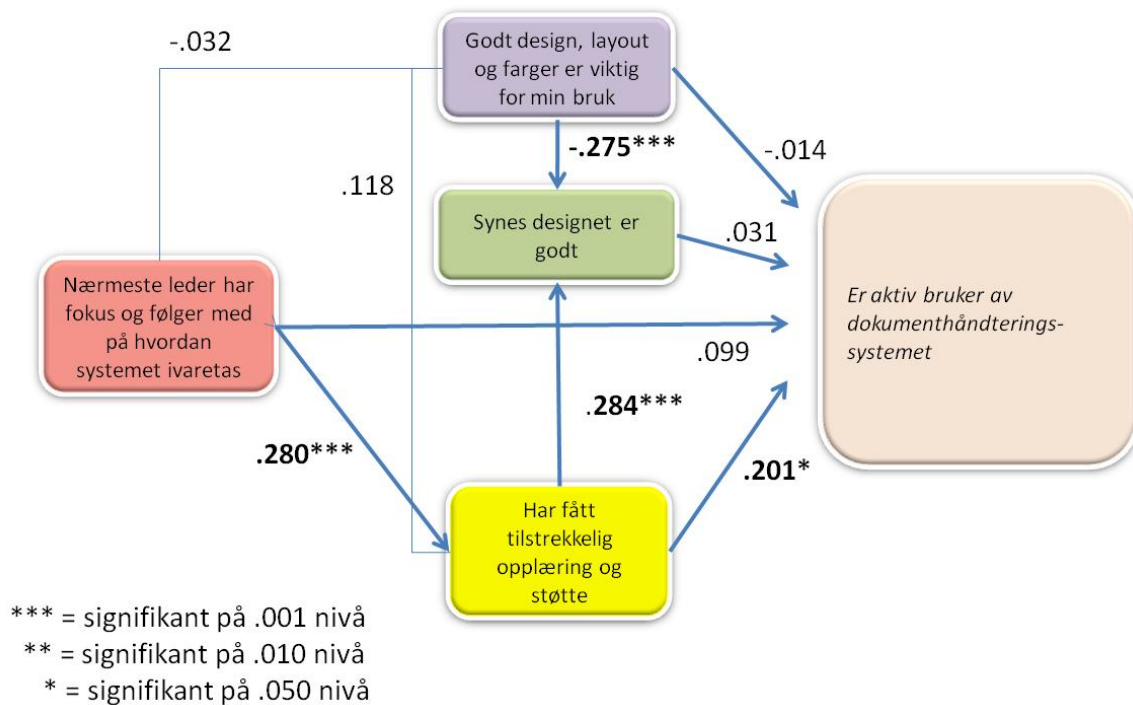 -.032
Godt design, layout
og farger er viktig
for min bruk
-.275***
-.014
.118
Synes designet er
godt
.031
Nærmeste leder har
fokus og følger med
på hvordan
systemet ivaretas
Er aktiv bruker av
dokumenthåndterings-
systemet
.099
.284***
.280***
.201*
Har fått
tilstrekkelig
opplæring og
støtte
*** = signifikant på .001 nivå
** = signifikant på .010 nivå
* = signifikant på .050 nivå